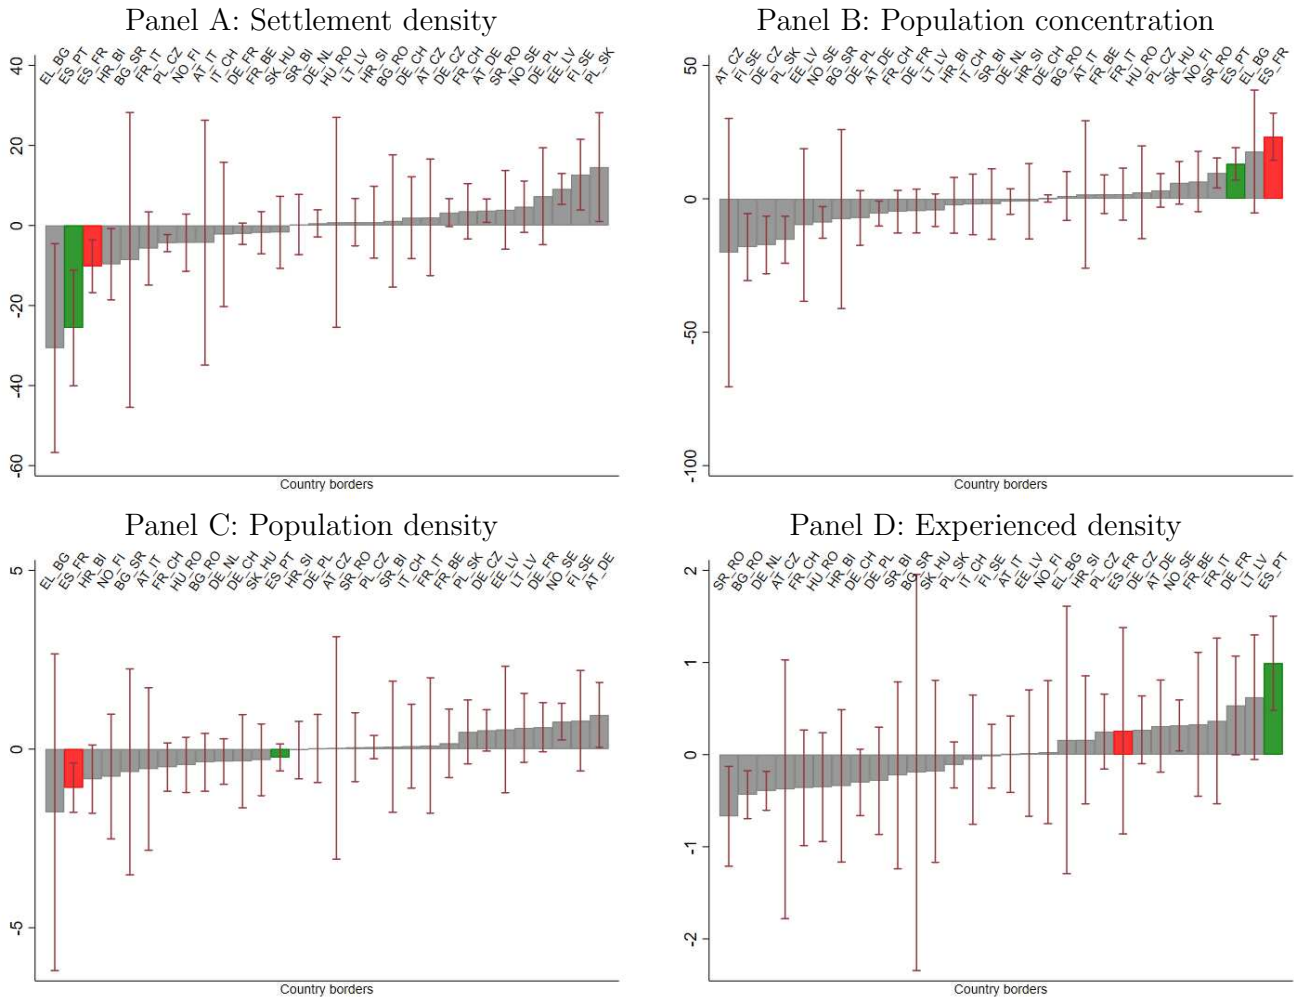 Panel A: Settlement density
EL_BG ES_PT ES_FR HR_BI BG_SR FR_IT PL_CZ NO_FI AT_IT IT_CH DE_FR FR_BE SK_HU SR_BI DE_NL HU_RO LT_LV HR_SI BG_RO DE_CH AT_CZ DE_CZ FR_CH AT_DE SR_RO NO_SE DE_PL EE_LV FI_SE PL_SK
40
20
0
-20
-40
-60
Country borders
Panel B: Population concentration
AT_CZ FI_SE DE_CZ PL_SK EE_LV NO_SE BG_SR DE_PL AT_DE FR_CH DE_FR LT_LV HR_BI IT_CH SR_BI DE_NL HR_SI DE_CH BG_RO AT_IT FR_BE FR_IT HU_RO PL_CZ SK_HU NO_FI SR_RO ES_PT EL_BG ES_FR
50
0
-50
-100
Country borders
Panel C: Population density
EL_BG ES_FR HR_BI NO_FI BG_SR AT_IT FR_CH HU_RO BG_RO DE_NL DE_CH SK_HU ES_PT HR_SI DE_PL AT_CZ SR_RO PL_CZ SR_BI IT_CH FR_IT FR_BE PL_SK DE_CZ EE_LV LT_LV DE_FR NO_SE FI_SE AT_DE
5
0
-5
Country borders
Panel D: Experienced density
SR_RO BG_RO DE_NL AT_CZ FR_CH HU_RO HR_BI DE_CH DE_PL SR_BI BG_SR SK_HU PL_SK IT_CH FI_SE AT_IT EE_LV NO_FI EL_BG HR_SI PL_CZ ES_FR DE_CZ AT_DE NO_SE FR_BE FR_IT DE_FR LT_LV ES_PT
2
1
0
-1
-2
Country borders